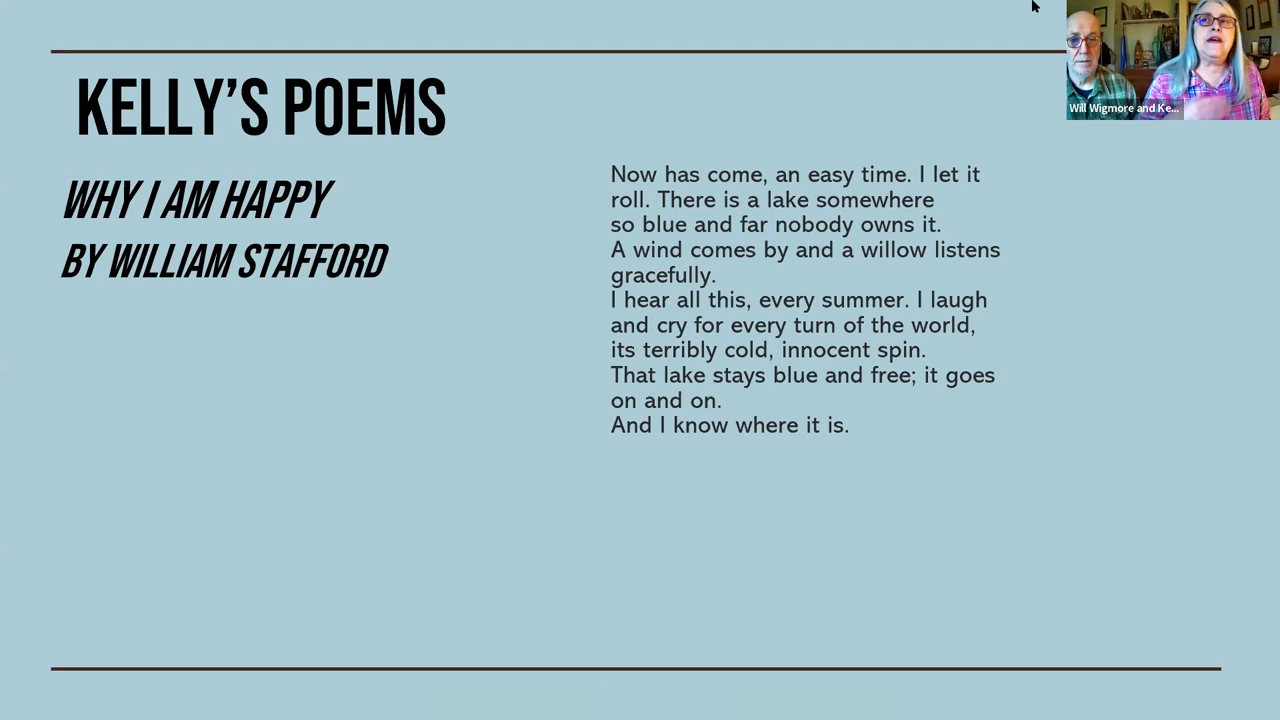 KELLY'S POEMS
WHY I AM HAPPY
BY WILLIAM STAFFORD
Now has come, an easy time. I let it
roll. There is a lake somewhere
so blue and far nobody owns it.
A wind comes by and a willow listens
gracefully.
I hear all this, every summer. I laugh
and cry for every turn of the world,
its terribly cold, innocent spin.
That lake stays blue and free; it goes
on and on.
And I know where it is.
Will Wigmore and Ke...